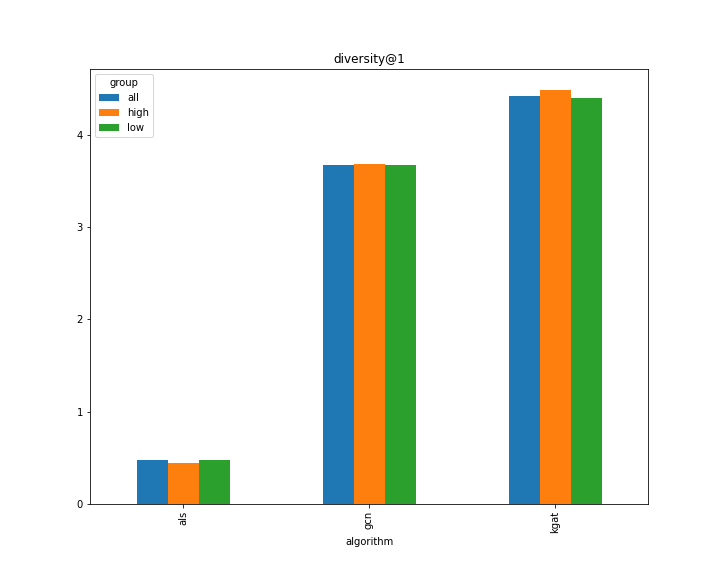 diversity@1
group
all
high
low
4
3
2
1
0
als
gcn
kgat
algorithm